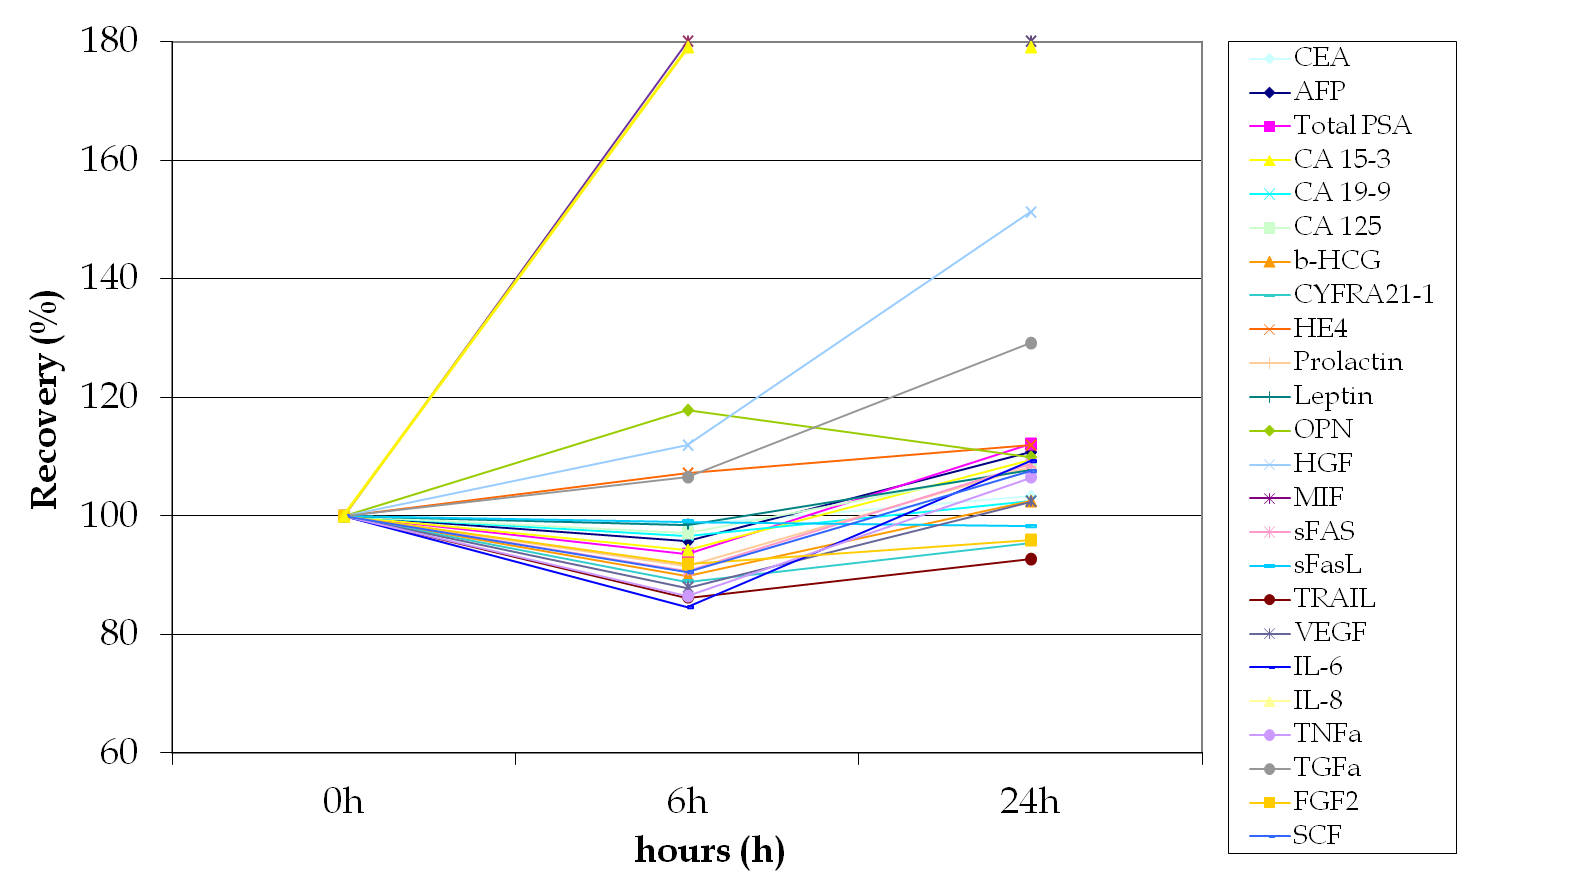 180
160
140
120
100
80
60
Recovery (%)
0h
6h
24h
hours (h)
CEA
AFP
Total PSA
CA 15-3
CA 19-9
CA 125
b-HCG
CYFRA21-1
HE4
Prolactin
Leptin
OPN
HGF
MIF
sFAS
sFasL
TRAIL
VEGF
IL-6
IL-8
TNFa
TGFa
FGF2
SCF